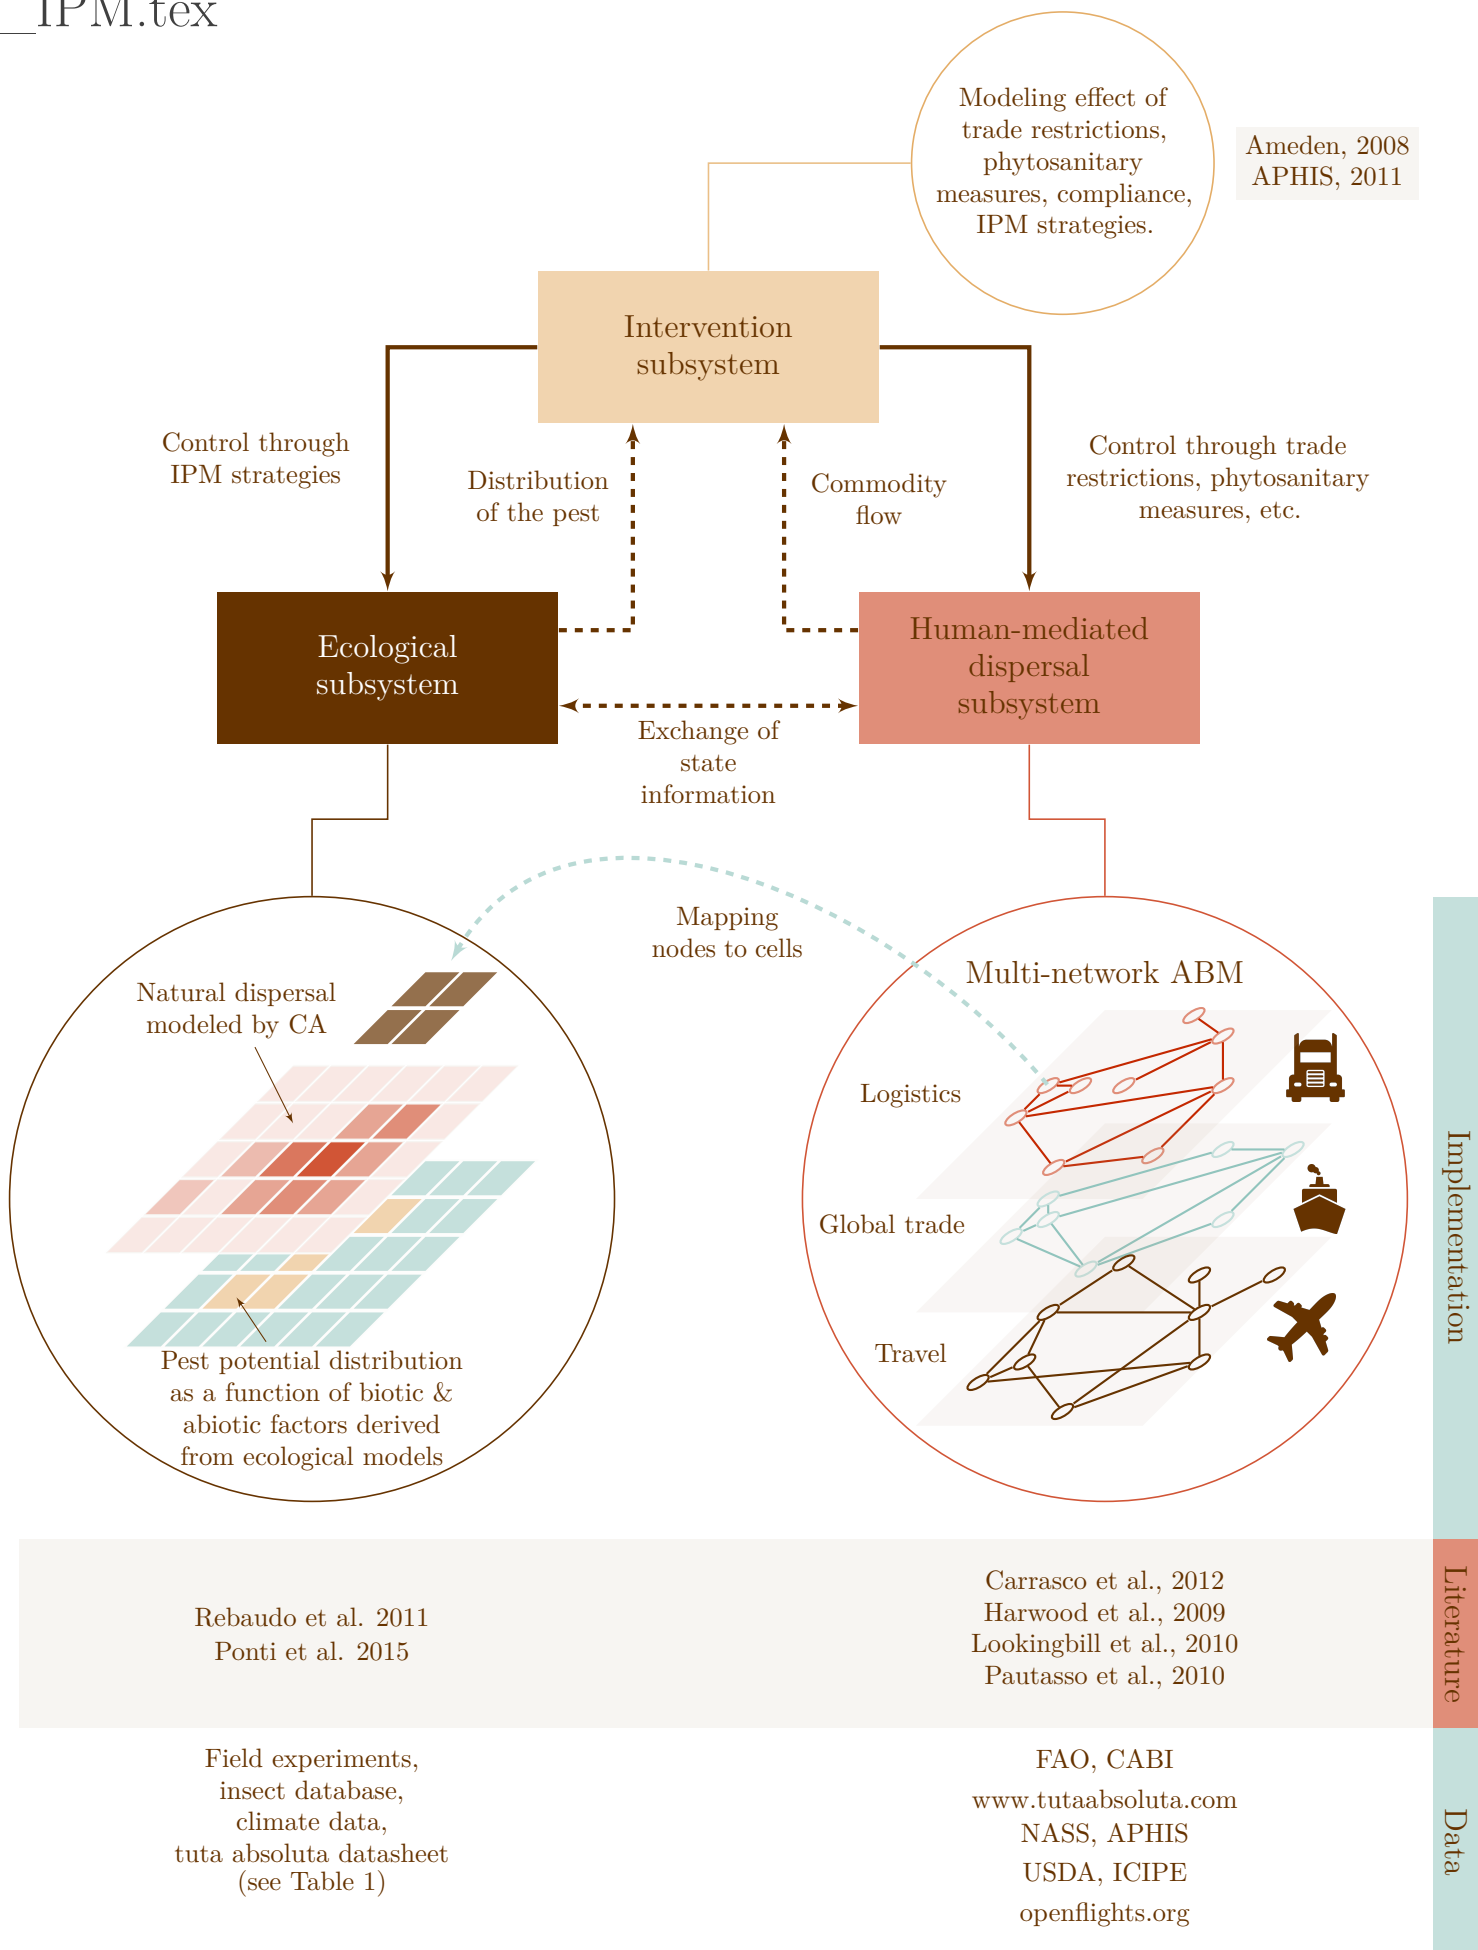 IPM.tex
Modeling effect of
trade restrictions,
phytosanitary
measures, compliance,
IPM strategies.
Ameden, 2008
APHIS, 2011
Intervention
subsystem
Control through
IPM strategies
Distribution
of the pest
Commodity
flow
Control through trade
restrictions, phytosanitary
measures, etc.
Ecological
subsystem
Human-mediated
dispersal
subsystem
Exchange of
state
information
Mapping
nodes to cells
Natural dispersal
modeled by CA
Pest potential distribution
as a function of biotic &
abiotic factors derived
from ecological models
Multi-network ABM
Logistics
Global trade
Travel
Implementation
Rebaudo et al. 2011
Ponti et al. 2015
Carrasco et al., 2012
Harwood et al., 2009
Lookingbill et al., 2010
Pautasso et al., 2010
Literature
Field experiments,
insect database,
climate data,
tuta absoluta datasheet
(see Table 1)
FAO, CABI
www.tutaabsoluta.com
NASS, APHIS
USDA, ICIPE
openflights.org
Data